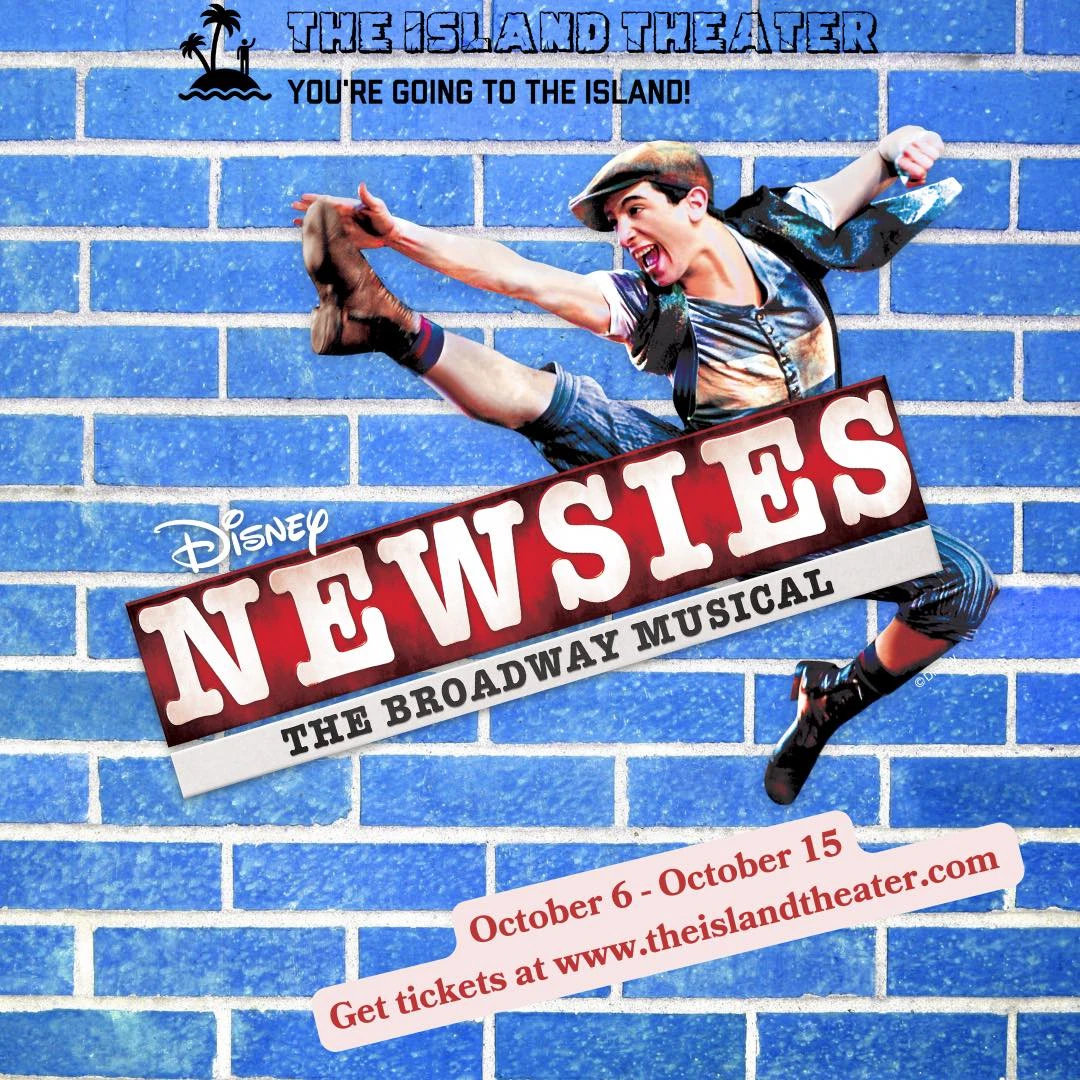 THE ISLAND THEATER
YOU'RE GOING TO THE ISLAND!
Disney
NEWSIES
THE BROADWAY MUSICAL
October 6 - October 15
Get tickets at www.theislandtheater.com